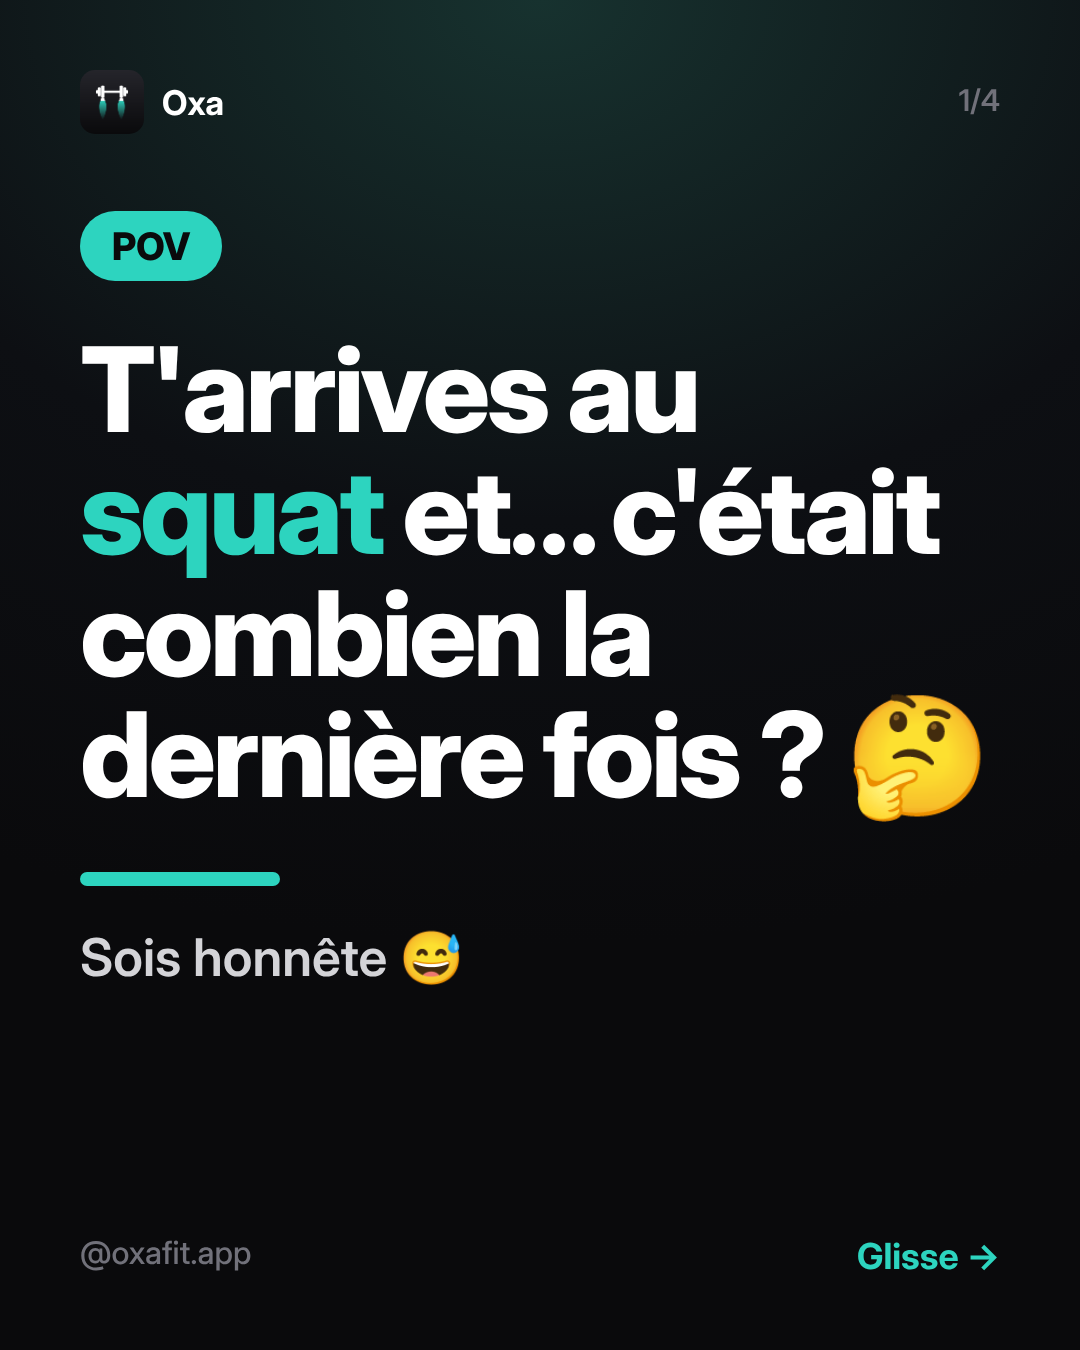 Oxa
1/4
POV
T'arrives au
squat et... c'était
combien la
dernière fois ? 🤔
Sois honnête 😅
@oxafit.app
Glisse →